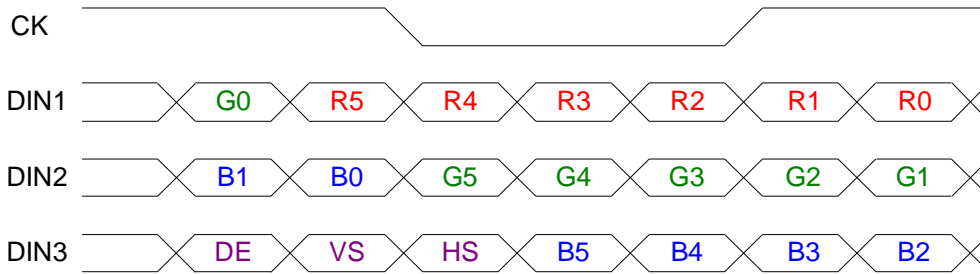 CK
DIN1 G0 R5 R4 R3 R2 R1 R0
DIN2 B1 B0 G5 G4 G3 G2 G1
DIN3 DE VS HS B5 B4 B3 B2